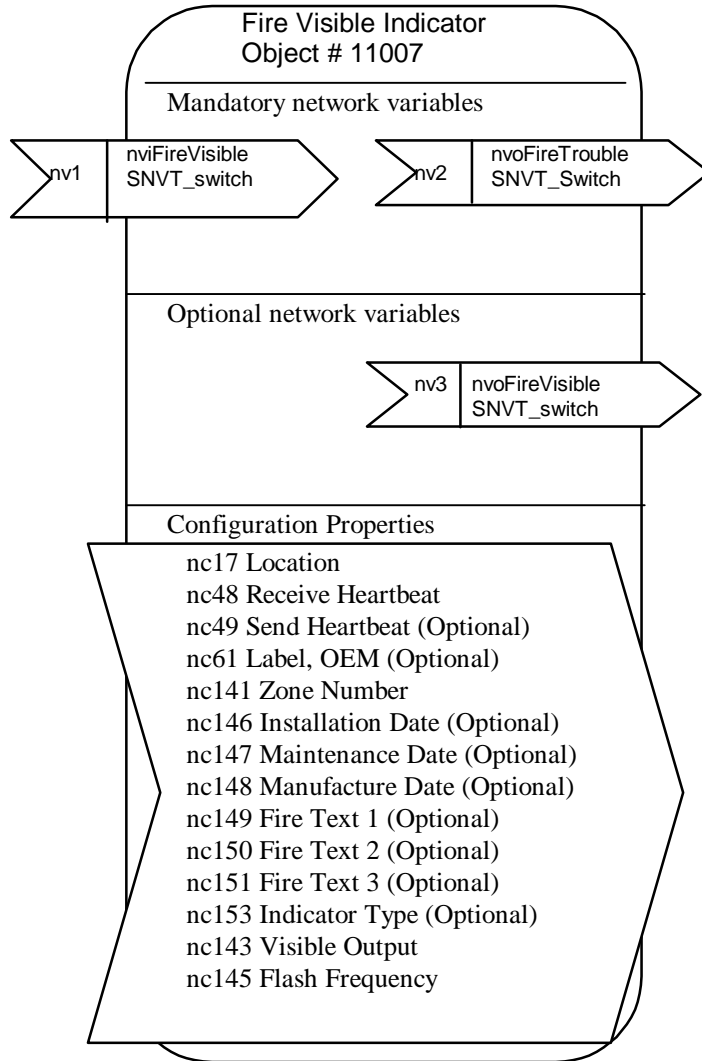 Fire Visible Indicator
Object # 11007
Mandatory network variables
nv1
nviFireVisible
SNVT_switch
nv2
nvoFireTrouble
SNVT_Switch
Optional network variables
nv3
nvoFireVisible
SNVT_switch
Configuration Properties
nc17 Location
nc48 Receive Heartbeat
nc49 Send Heartbeat (Optional)
nc61 Label, OEM (Optional)
nc141 Zone Number
nc146 Installation Date (Optional)
nc147 Maintenance Date (Optional)
nc148 Manufacture Date (Optional)
nc149 Fire Text 1 (Optional)
nc150 Fire Text 2 (Optional)
nc151 Fire Text 3 (Optional)
nc153 Indicator Type (Optional)
nc143 Visible Output
nc145 Flash Frequency